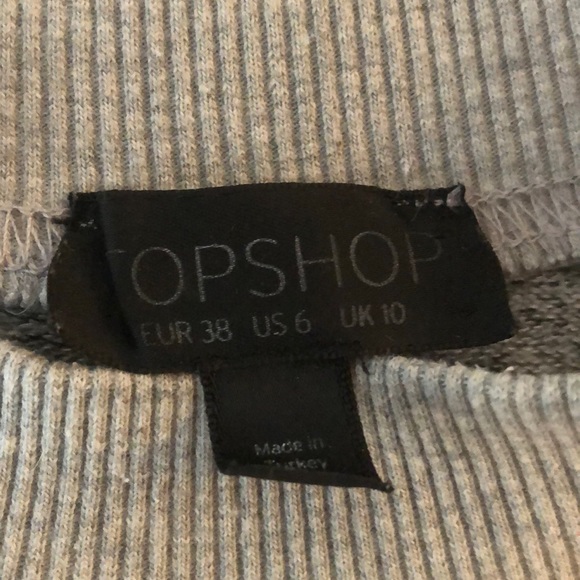 TOPSHOP
EUR 38 US 6 UK 10
Made in
Turkey